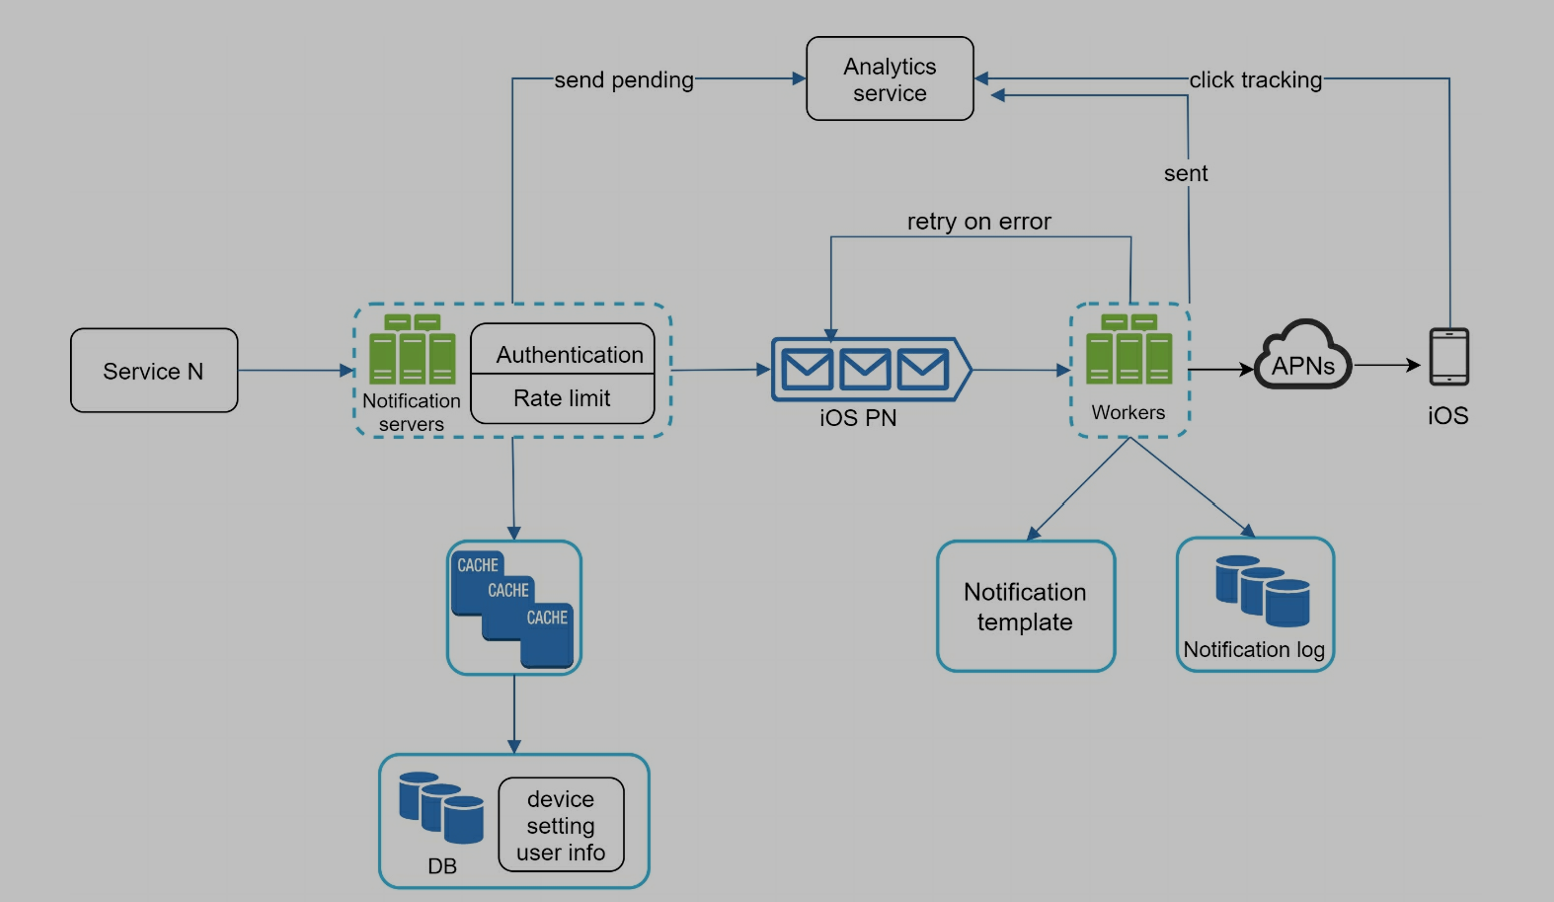 Analytics
service
send pending
click tracking
sent
retry on error
Service N
Notification
servers
Authentication
Rate limit
iOS PN
Workers
APNs
iOS
CACHE
CACHE
CACHE
Notification
template
Notification log
DB
device
setting
user info